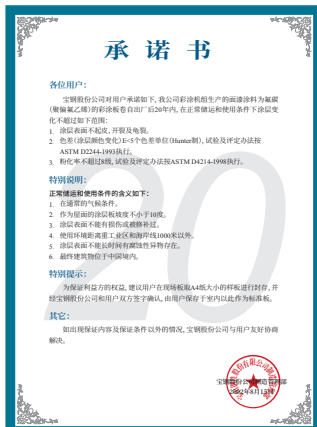 承诺书
各位用户：
宝钢股份公司对用户承诺如下，我公司彩涂机组生产的面漆涂料为氟碳
(聚偏氟乙烯)的彩涂板卷自出厂后20年内，在正常储运和使用条件下涂层变
化不超过如下范围：
1. 涂层表面不起皮、开裂及龟裂。
2. 色差(涂层颜色变化)E<5个色差单位(Hunter制)，试验及评定办法按
ASTM D2244-1993执行。
3. 粉化率不超过8级，试验及评定办法按ASTM D4214-1998执行。
特别说明：
正常储运和使用条件的含义如下：
1. 在通常的气候条件。
2. 作为屋面的涂层板坡度不小于10度。
3. 涂层表面不能有损伤或被修补过。
4. 使用环境距离重工业区和海岸线1000米以外。
5. 涂层表面不能长时间有腐蚀性异物存在。
6. 最终建筑物位于中国境内。
特别提示：
为保证利益方的权益，建议用户在现场板取A4纸大小的样板进行封存，并
经宝钢股份公司和用户双方签字确认，由用户保存于室内以此作为标准板。
其它：
如出现保证内容及保证条件以外的情况，宝钢股份公司与用户友好协商
解决。
20
宝钢股份公司制造管理部